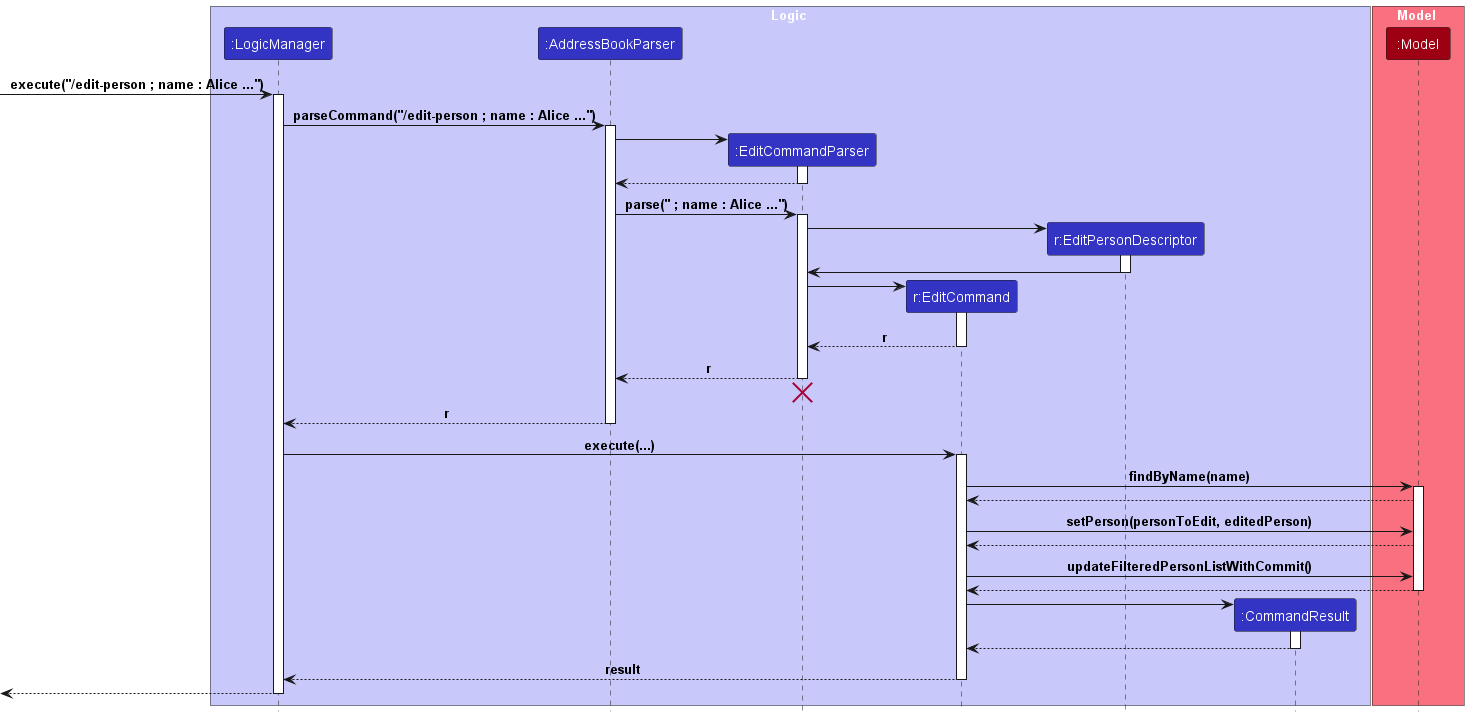 Logic
Model
:LogicManager
:AddressBookParser
:Model
execute("/edit-person ; name : Alice ...")
parseCommand("/edit-person ; name : Alice ...")
:EditCommandParser
parse(" ; name : Alice ...")
r:EditPersonDescriptor
r:EditCommand
r
r
r
execute(...)
findByName(name)
setPerson(personToEdit, editedPerson)
updateFilteredPersonListWithCommit()
:CommandResult
result